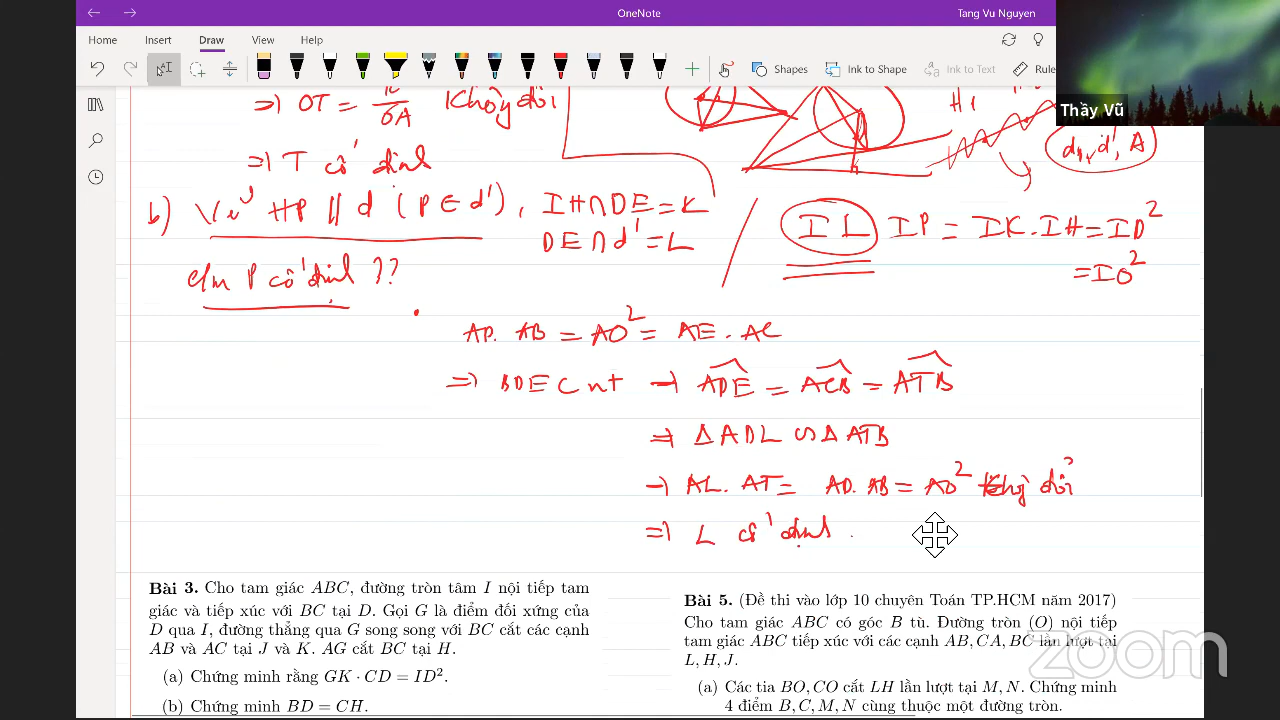 OneNote
Tang Vu Nguyen
Home Insert Draw View Help
Shapes
Ink to Shape
Ink to Text
Thầy Vũ
⇒ OT = /OA không đổi
⇒ T cố định
d, d', A
b) Vẽ HP // d (P ∈ d'), IH ∩ DE = K
DE ∩ d' = L
c/m P cố định ??
IL IP = IK. IH = ID²
= IO²
AD. AB = AO² = AE. AC
⇒ BDEC nt → ADE = ACB = ATB
⇒ Δ ADL ∽ Δ ATB
→ AL. AT = AD. AB = AO² không đổi
⇒ L cố định.
Bài 3. Cho tam giác ABC, đường tròn tâm I nội tiếp tam
giác và tiếp xúc với BC tại D. Gọi G là điểm đối xứng của
D qua I, đường thẳng qua G song song với BC cắt các cạnh
AB và AC tại J và K. AG cắt BC tại H.
(a) Chứng minh rằng GK · CD = ID².
(b) Chứng minh BD = CH.
Bài 5. (Đề thi vào lớp 10 chuyên Toán TP.HCM năm 2017)
Cho tam giác ABC có góc B tù. Đường tròn (O) nội tiếp
tam giác ABC tiếp xúc với các cạnh AB, CA, BC lần lượt tại
L, H, J.
(a) Các tia BO, CO cắt LH lần lượt tại M, N. Chứng minh
4 điểm B, C, M, N cùng thuộc một đường tròn.
zoom